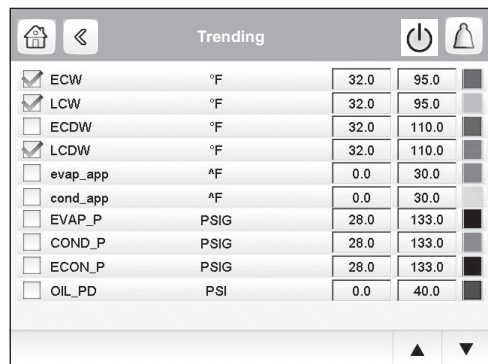 Trending
ECW °F 32.0 95.0
LCW °F 32.0 95.0
ECDW °F 32.0 110.0
LCDW °F 32.0 110.0
evap_app ^F 0.0 30.0
cond_app ^F 0.0 30.0
EVAP_P PSIG 28.0 133.0
COND_P PSIG 28.0 133.0
ECON_P PSIG 28.0 133.0
OIL_PD PSI 0.0 40.0